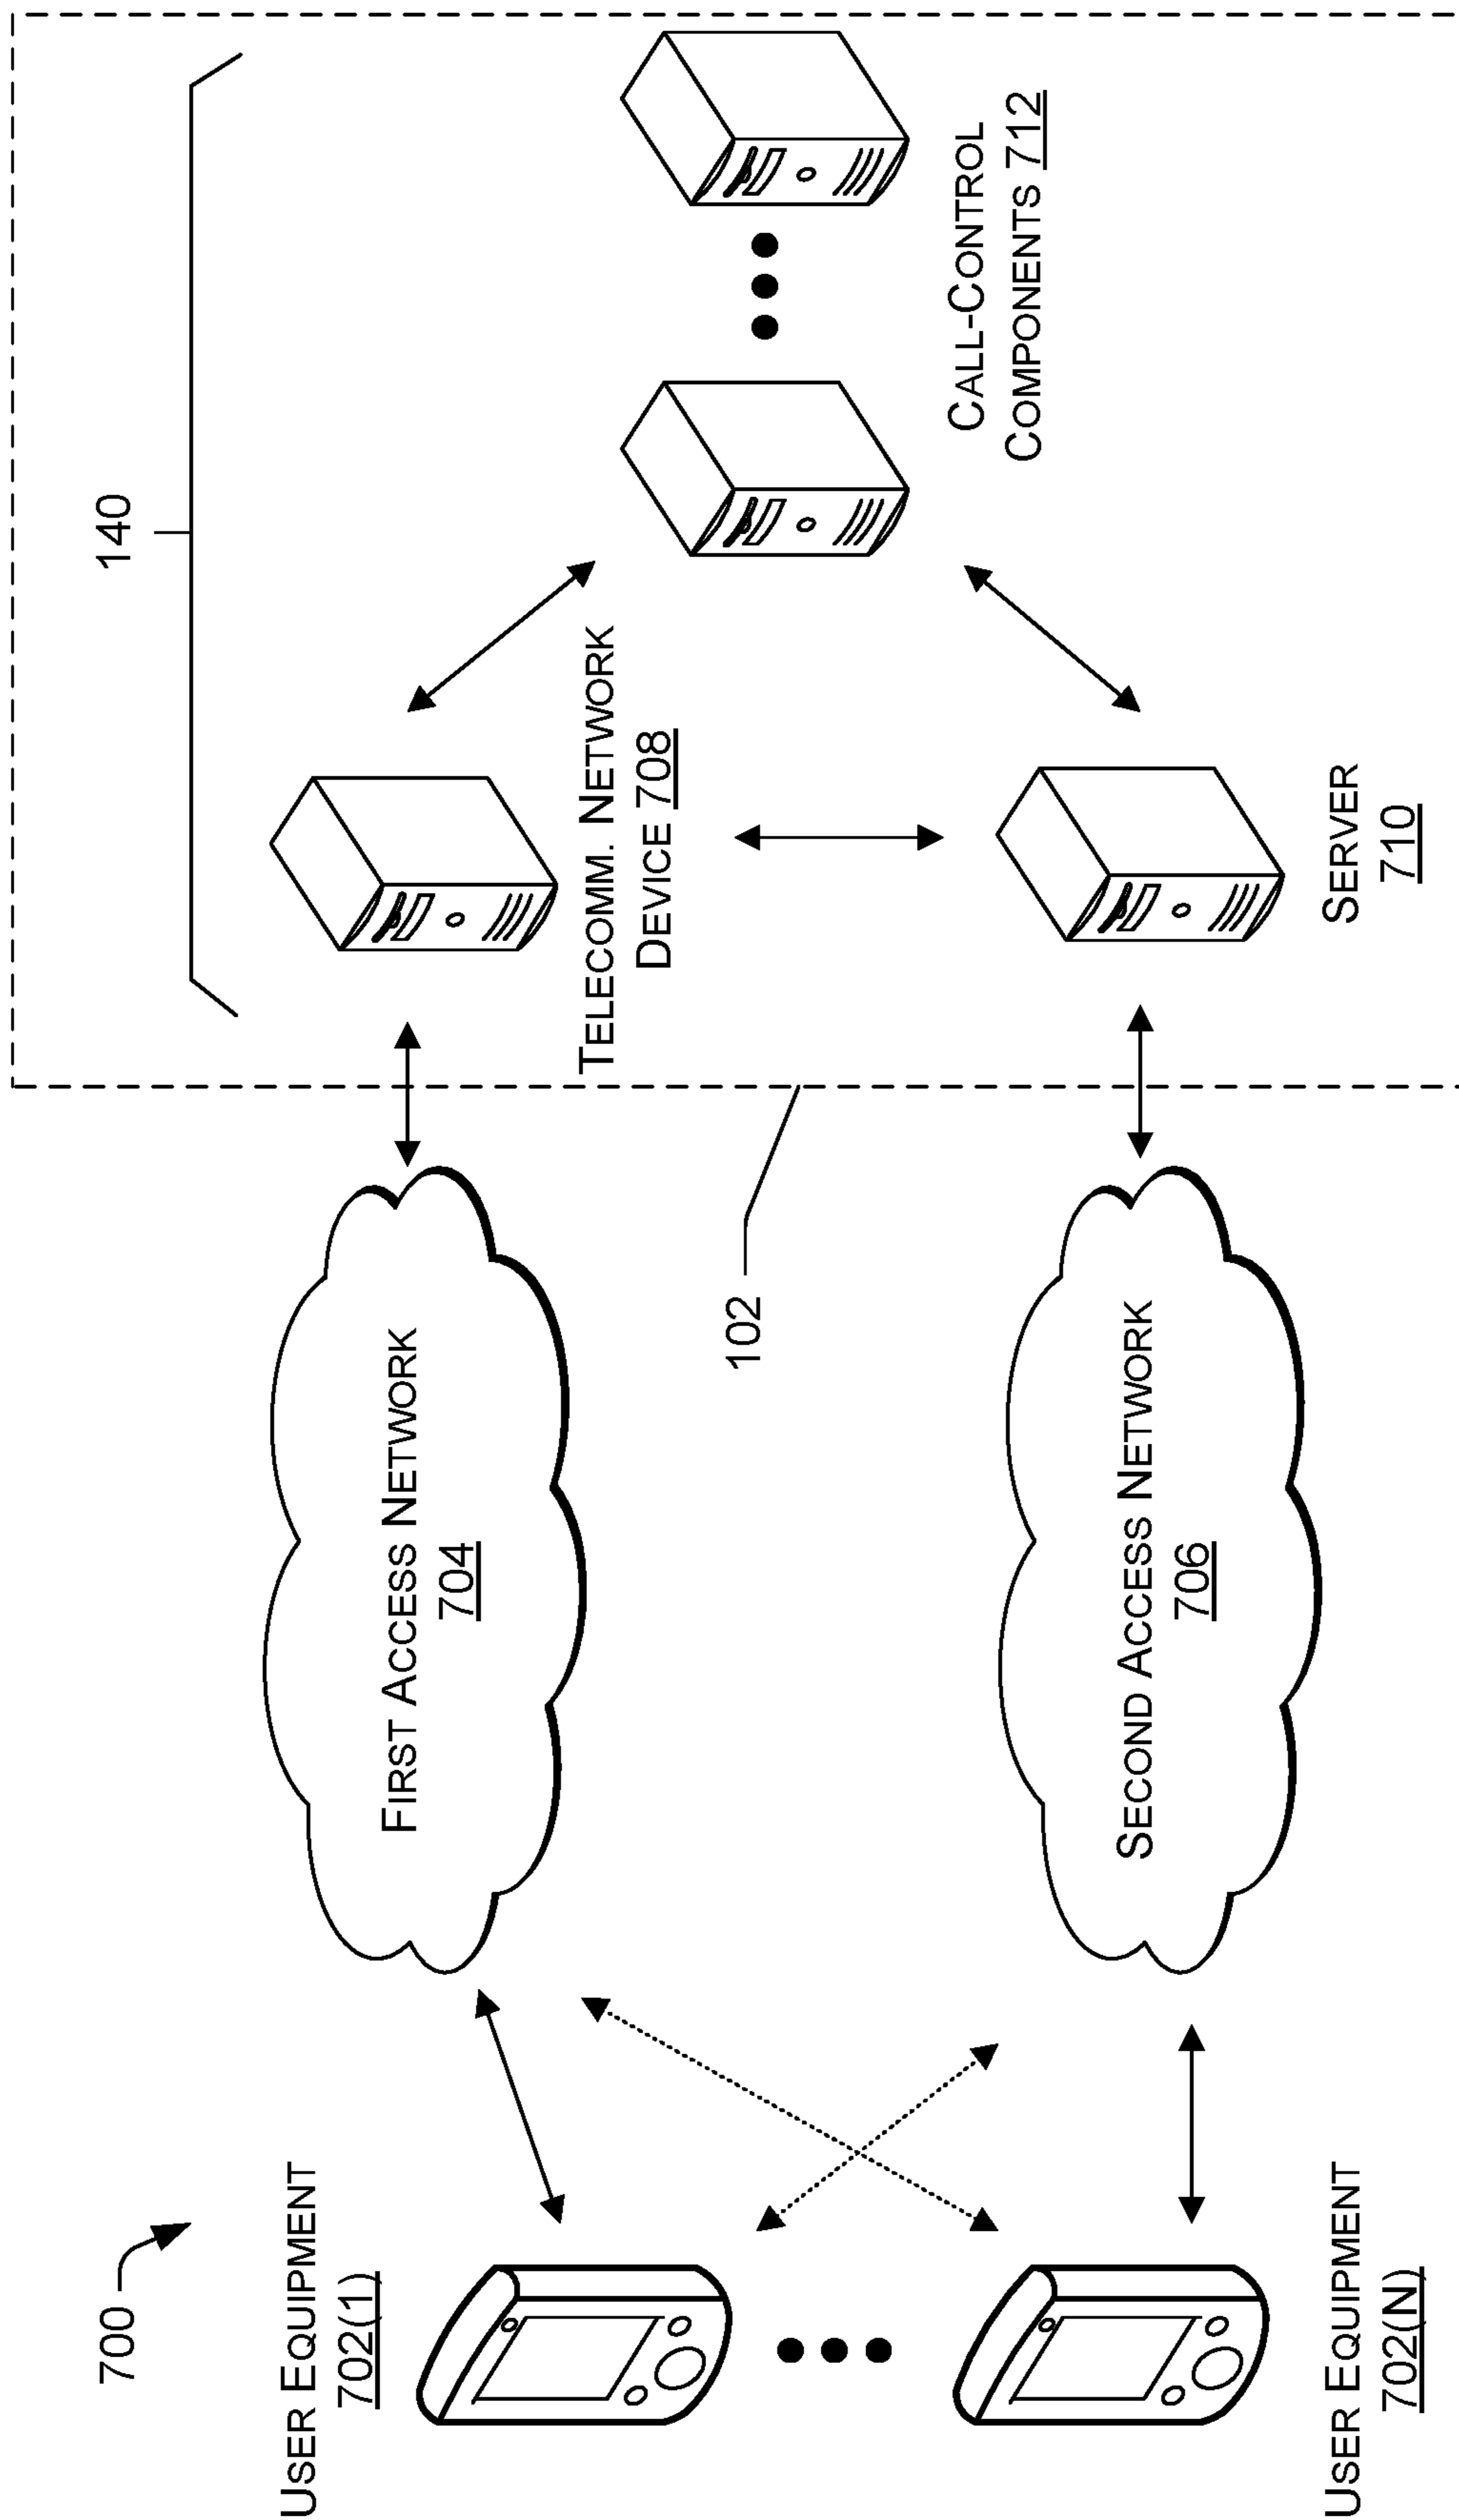 700
140
USER EQUIPMENT
702(1)
FIRST ACCESS NETWORK
704
TELECOMM. NETWORK
DEVICE 708
102
CALL-CONTROL
COMPONENTS 712
SECOND ACCESS NETWORK
706
USER EQUIPMENT
702(N)
SERVER
710